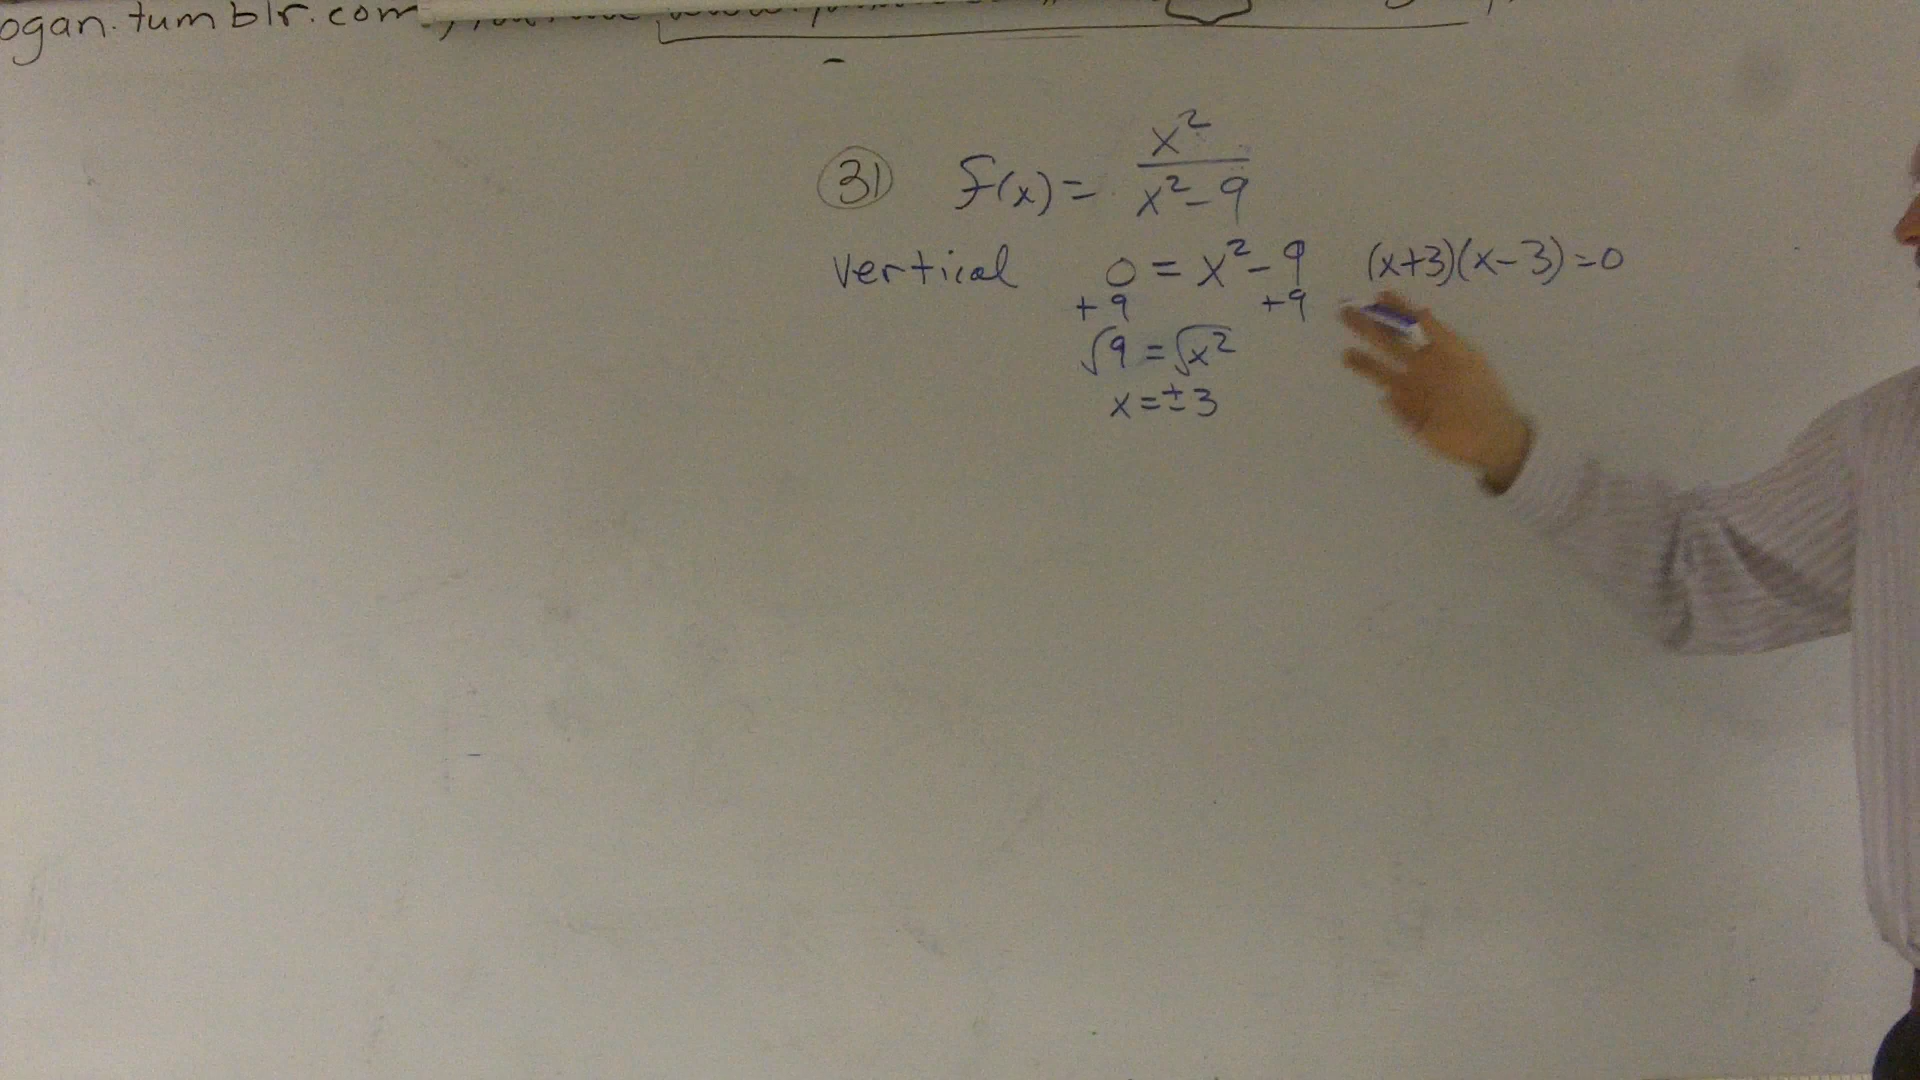 ogan.tumblr.com
31 f(x) = x² / x² - 9
vertical 0 = x² - 9 (x+3)(x-3)=0
+9 +9
√9 = √x²
x = ±3